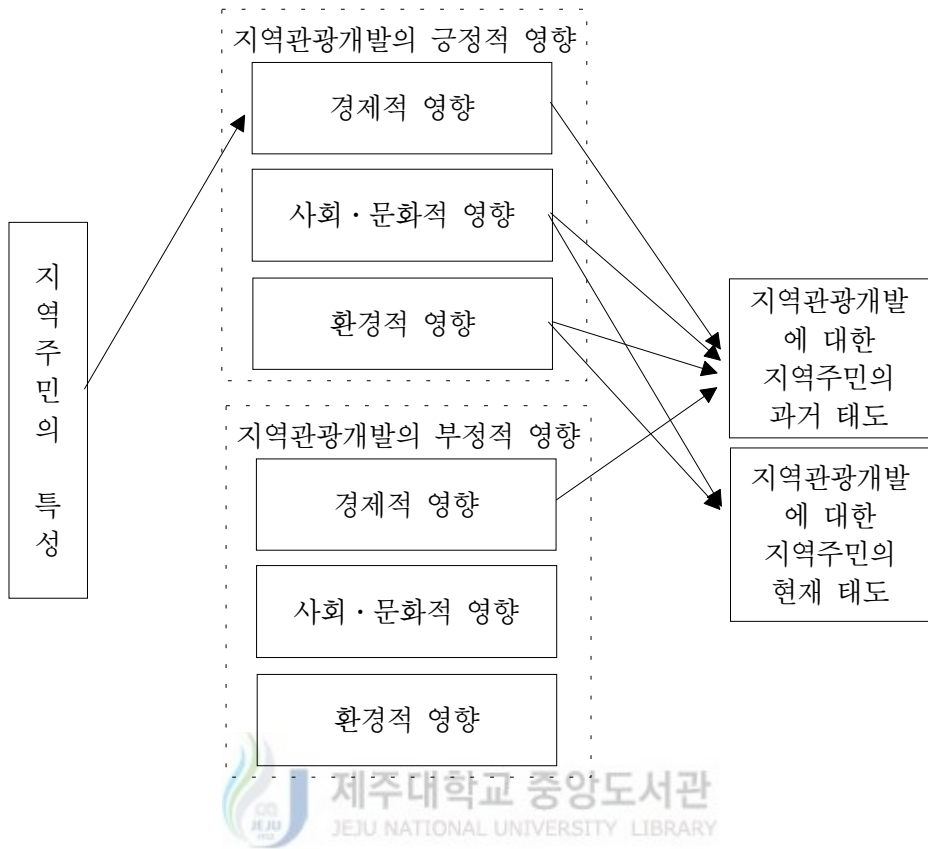 지역관광개발의 긍정적 영향
경제적 영향
사회·문화적 영향
환경적 영향
지
역
주
민
의
특
성
지역관광개발의 부정적 영향
경제적 영향
사회·문화적 영향
환경적 영향
지역관광개발
에 대한
지역주민의
과거 태도
지역관광개발
에 대한
지역주민의
현재 태도
제주대학교 중앙도서관
JEJU NATIONAL UNIVERSITY LIBRARY
JEJU
1952